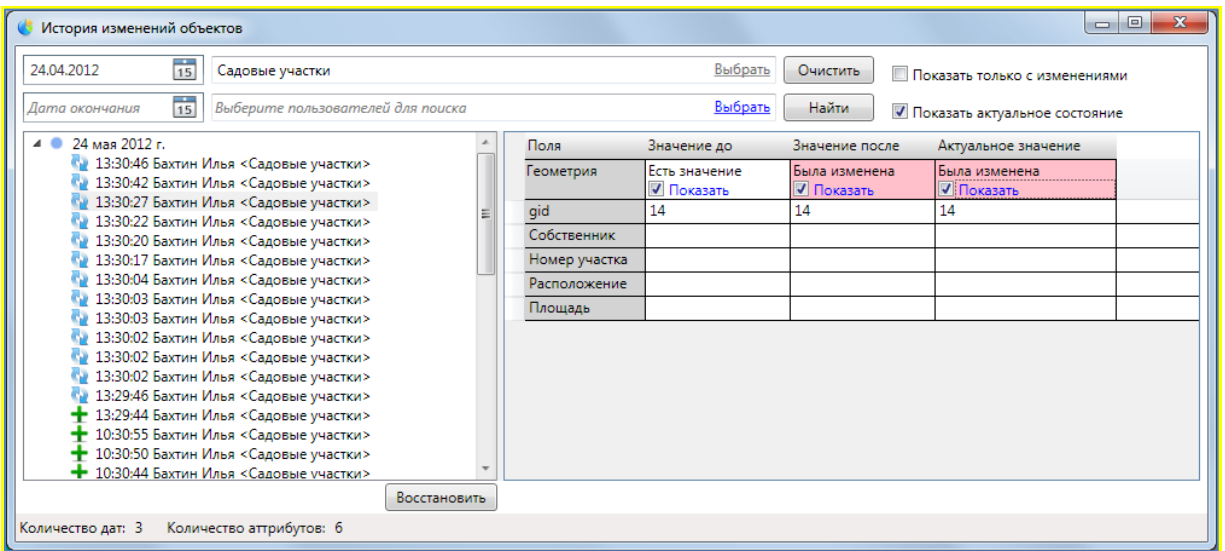 История изменений объектов
24.04.2012 15 Садовые участки Выбрать Очистить Показать только с изменениями
Дата окончания 15 Выберите пользователей для поиска Выбрать Найти Показать актуальное состояние
24 мая 2012 г.
13:30:46 Бахтин Илья <Садовые участки>
13:30:42 Бахтин Илья <Садовые участки>
13:30:27 Бахтин Илья <Садовые участки>
13:30:22 Бахтин Илья <Садовые участки>
13:30:20 Бахтин Илья <Садовые участки>
13:30:17 Бахтин Илья <Садовые участки>
13:30:04 Бахтин Илья <Садовые участки>
13:30:03 Бахтин Илья <Садовые участки>
13:30:03 Бахтин Илья <Садовые участки>
13:30:02 Бахтин Илья <Садовые участки>
13:30:02 Бахтин Илья <Садовые участки>
13:30:02 Бахтин Илья <Садовые участки>
13:29:46 Бахтин Илья <Садовые участки>
13:29:44 Бахтин Илья <Садовые участки>
10:30:55 Бахтин Илья <Садовые участки>
10:30:50 Бахтин Илья <Садовые участки>
10:30:44 Бахтин Илья <Садовые участки>
Поля Значение до Значение после Актуальное значение
Геометрия Есть значение Была изменена Была изменена
Показать Показать Показать
gid 14 14 14
Собственник
Номер участка
Расположение
Площадь
Восстановить
Количество дат: 3 Количество аттрибутов: 6